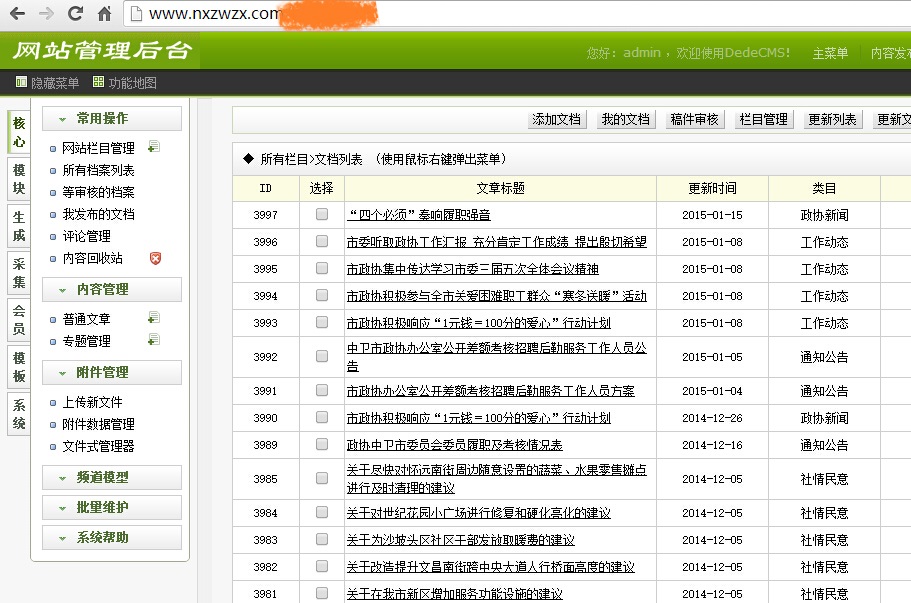 www.nxzwzx.com
网站管理后台
您好：admin ，欢迎使用DedeCMS！ 主菜单 内容发
隐藏菜单 功能地图
核心
模块
生成
采集
会员
模板
系统
常用操作
网站栏目管理
所有档案列表
等审核的档案
我发布的文档
评论管理
内容回收站
内容管理
普通文章
专题管理
附件管理
上传新文件
附件数据管理
文件式管理器
频道模型
批量维护
系统帮助
添加文档 我的文档 稿件审核 栏目管理 更新列表 更新文
◆ 所有栏目>文档列表 （使用鼠标右键弹出菜单）
ID 选择 文章标题 更新时间 类目
3997 “四个必须”奏响履职强音 2015-01-15 政协新闻
3996 市委听取政协工作汇报 充分肯定工作成绩 提出殷切希望 2015-01-08 工作动态
3995 市政协集中传达学习市委三届五次全体会议精神 2015-01-08 工作动态
3994 市政协积极参与全市关爱困难职工群众“寒冬送暖”活动 2015-01-08 工作动态
3993 市政协积极响应“1元钱＝100分的爱心”行动计划 2015-01-08 工作动态
3992 中卫市政协办公室公开差额考核招聘后勤服务工作人员公
告 2015-01-05 通知公告
3991 市政协办公室公开差额考核招聘后勤服务工作人员方案 2015-01-04 通知公告
3990 市政协积极响应“1元钱＝100分的爱心”行动计划 2014-12-26 政协新闻
3989 政协中卫市委员会委员履职及考核情况表 2014-12-16 通知公告
3985 关于尽快对怀远南街周边随意设置的蔬菜、水果零售摊点
进行及时清理的建议 2014-12-05 社情民意
3984 关于对世纪花园小广场进行修复和硬化亮化的建议 2014-12-05 社情民意
3983 关于为沙坡头区社区干部发放取暖费的建议 2014-12-05 社情民意
3982 关于改造提升文昌南街跨中央大道人行桥面高度的建议 2014-12-05 社情民意
3981 关于在我市新区增加服务功能设施的建议 2014-12-05 社情民意